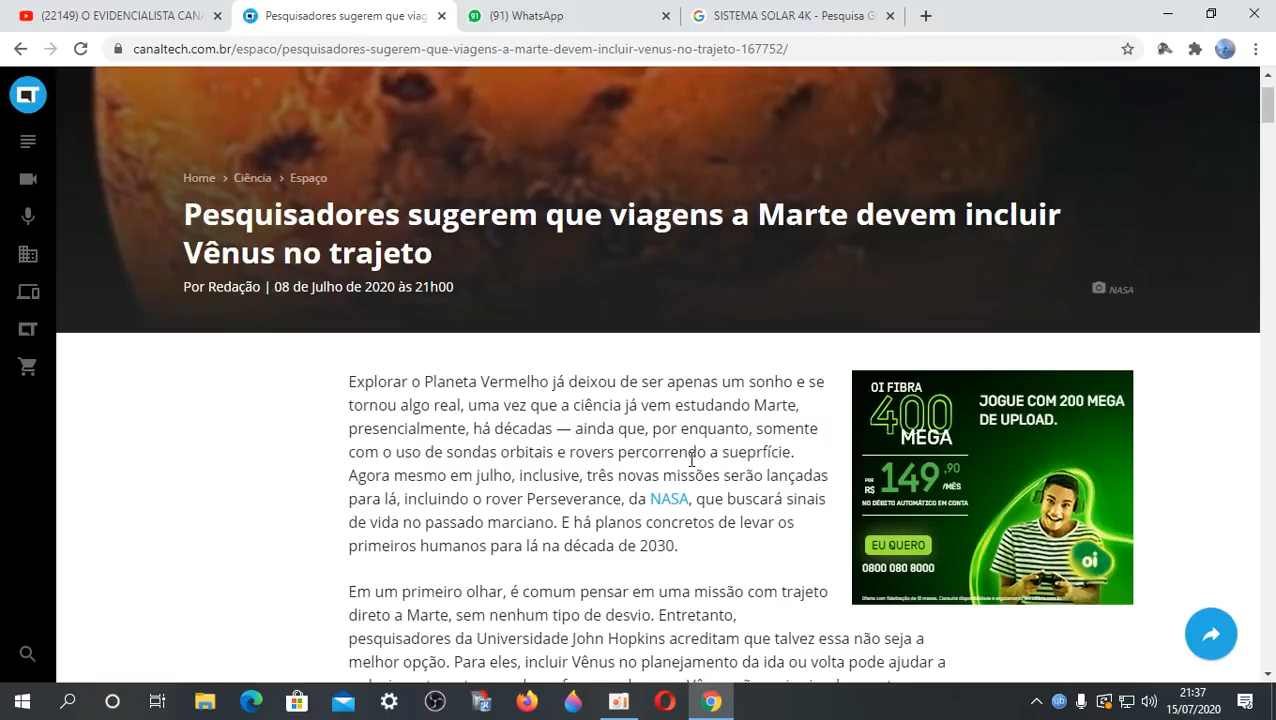 (22149) O EVIDENCIALISTA CANA
Pesquisadores sugerem que viag
(91) WhatsApp
SISTEMA SOLAR 4K - Pesquisa G
canaltech.com.br/espaco/pesquisadores-sugerem-que-viagens-a-marte-devem-incluir-venus-no-trajeto-167752/
Home > Ciência > Espaço
Pesquisadores sugerem que viagens a Marte devem incluir
Vênus no trajeto
Por Redação | 08 de Julho de 2020 às 21h00
NASA
Explorar o Planeta Vermelho já deixou de ser apenas um sonho e se
tornou algo real, uma vez que a ciência já vem estudando Marte,
presencialmente, há décadas — ainda que, por enquanto, somente
com o uso de sondas orbitais e rovers percorrendo a sueprfície.
Agora mesmo em julho, inclusive, três novas missões serão lançadas
para lá, incluindo o rover Perseverance, da NASA, que buscará sinais
de vida no passado marciano. E há planos concretos de levar os
primeiros humanos para lá na década de 2030.
OI FIBRA
400
MEGA
JOGUE COM 200 MEGA
DE UPLOAD.
POR
R$ 149,90
/MÊS
NO DÉBITO AUTOMÁTICO EM CONTA
EU QUERO
0800 080 8000
oi
Em um primeiro olhar, é comum pensar em uma missão com trajeto
direto a Marte, sem nenhum tipo de desvio. Entretanto,
pesquisadores da Universidade John Hopkins acreditam que talvez essa não seja a
melhor opção. Para eles, incluir Vênus no planejamento da ida ou volta pode ajudar a
21:37
15/07/2020